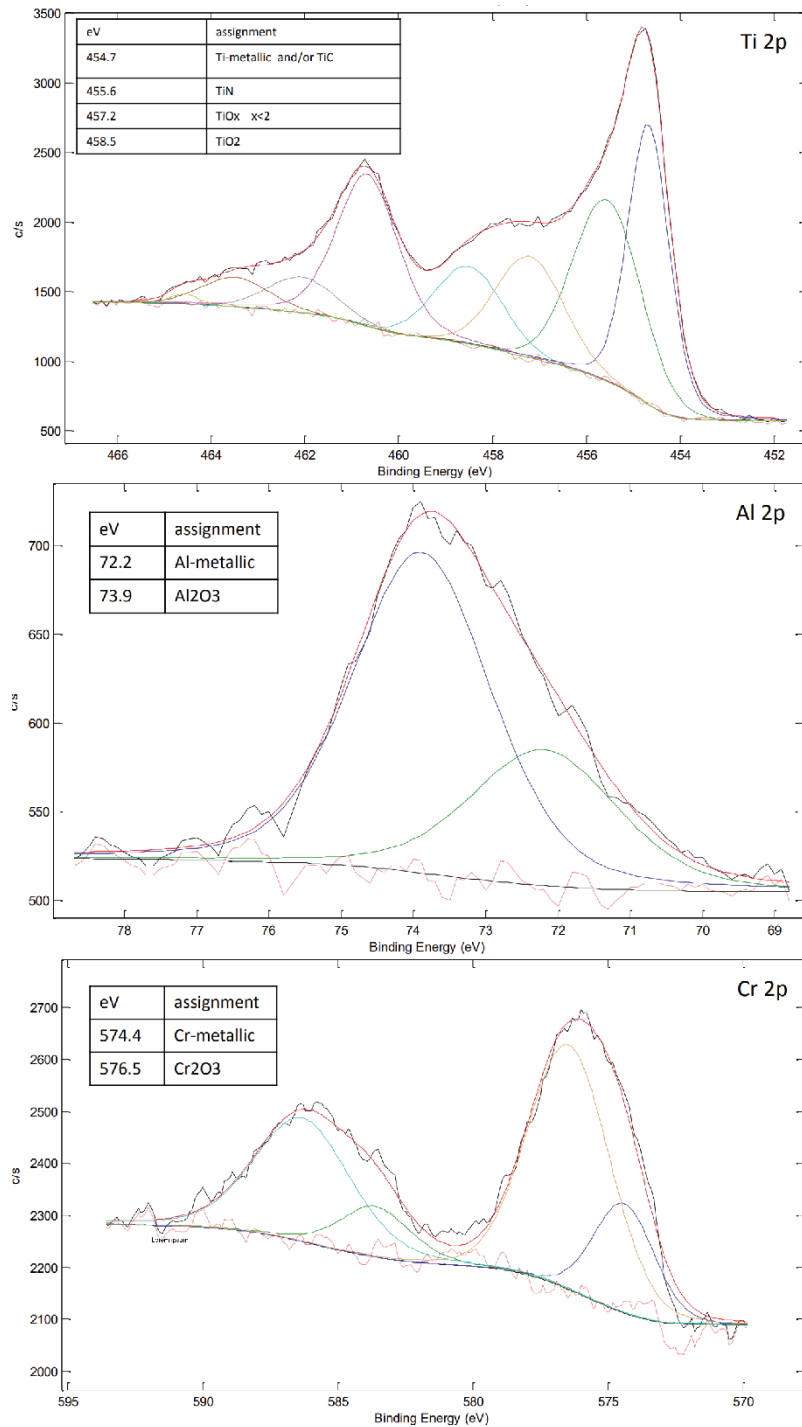 Ti 2p
eV assignment
454.7 Ti-metallic and/or TiC
455.6 TiN
457.2 TiOx x<2
458.5 TiO2
3500
3000
2500
2000
1500
1000
500
c/s
466 464 462 460 458 456 454 452
Binding Energy (eV)
Al 2p
eV assignment
72.2 Al-metallic
73.9 Al2O3
700
650
600
550
500
c/s
78 77 76 75 74 73 72 71 70 69
Binding Energy (eV)
Cr 2p
eV assignment
574.4 Cr-metallic
576.5 Cr2O3
2700
2600
2500
2400
2300
2200
2100
2000
c/s
595 590 585 580 575 570
Binding Energy (eV)